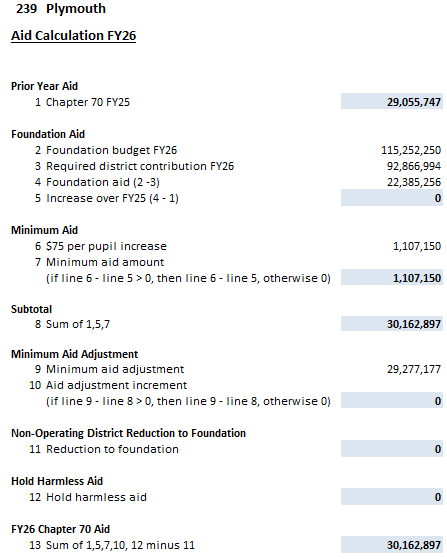 239 Plymouth
Aid Calculation FY26
Prior Year Aid
1 Chapter 70 FY25 29,055,747
Foundation Aid
2 Foundation budget FY26 115,252,250
3 Required district contribution FY26 92,866,994
4 Foundation aid (2 -3) 22,385,256
5 Increase over FY25 (4 - 1) 0
Minimum Aid
6 $75 per pupil increase 1,107,150
7 Minimum aid amount
(if line 6 - line 5 > 0, then line 6 - line 5, otherwise 0) 1,107,150
Subtotal
8 Sum of 1,5,7 30,162,897
Minimum Aid Adjustment
9 Minimum aid adjustment 29,277,177
10 Aid adjustment increment
(if line 9 - line 8 > 0, then line 9 - line 8, otherwise 0) 0
Non-Operating District Reduction to Foundation
11 Reduction to foundation 0
Hold Harmless Aid
12 Hold harmless aid 0
FY26 Chapter 70 Aid
13 Sum of 1,5,7,10, 12 minus 11 30,162,897